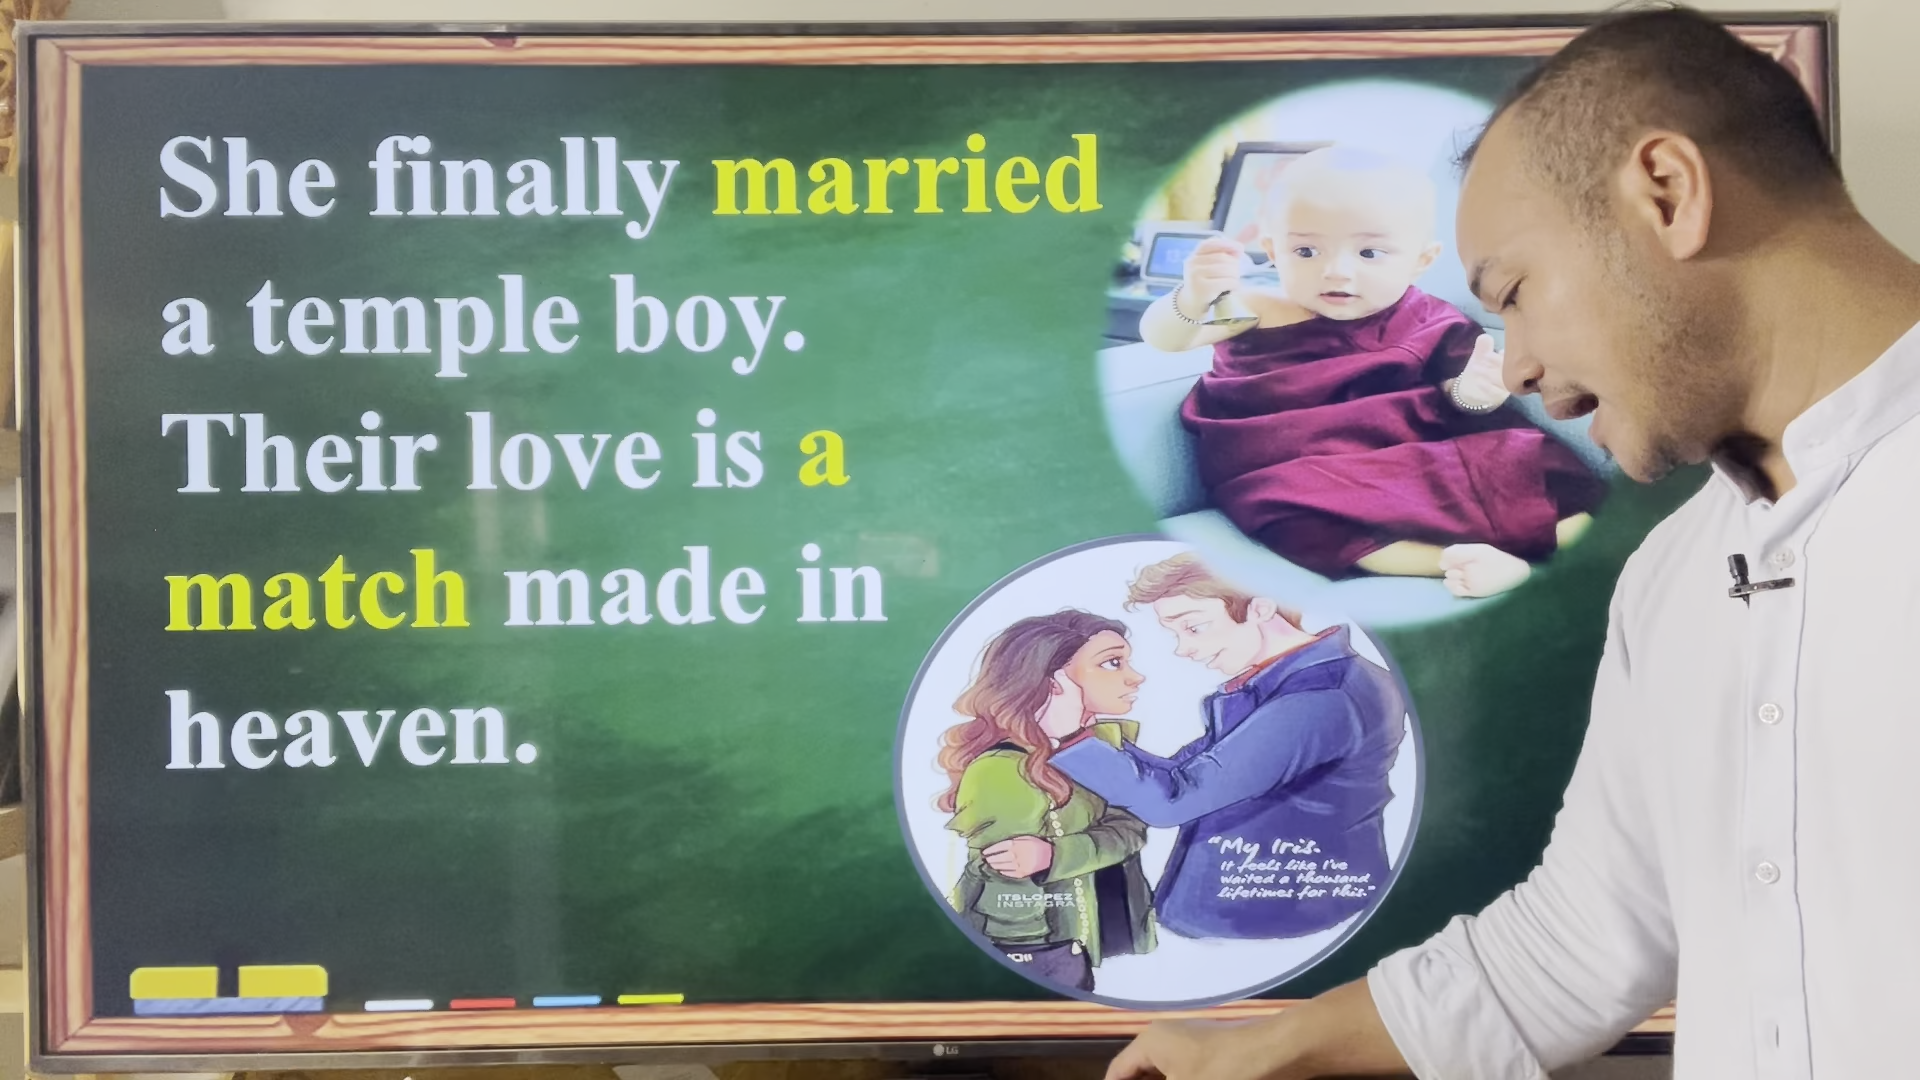 She finally married
a temple boy.
Their love is a
match made in
heaven.
"My Iris.
It feels like I've
waited a thousand
lifetimes for this."
ITSLOPEZ
INSTAGRA
LG